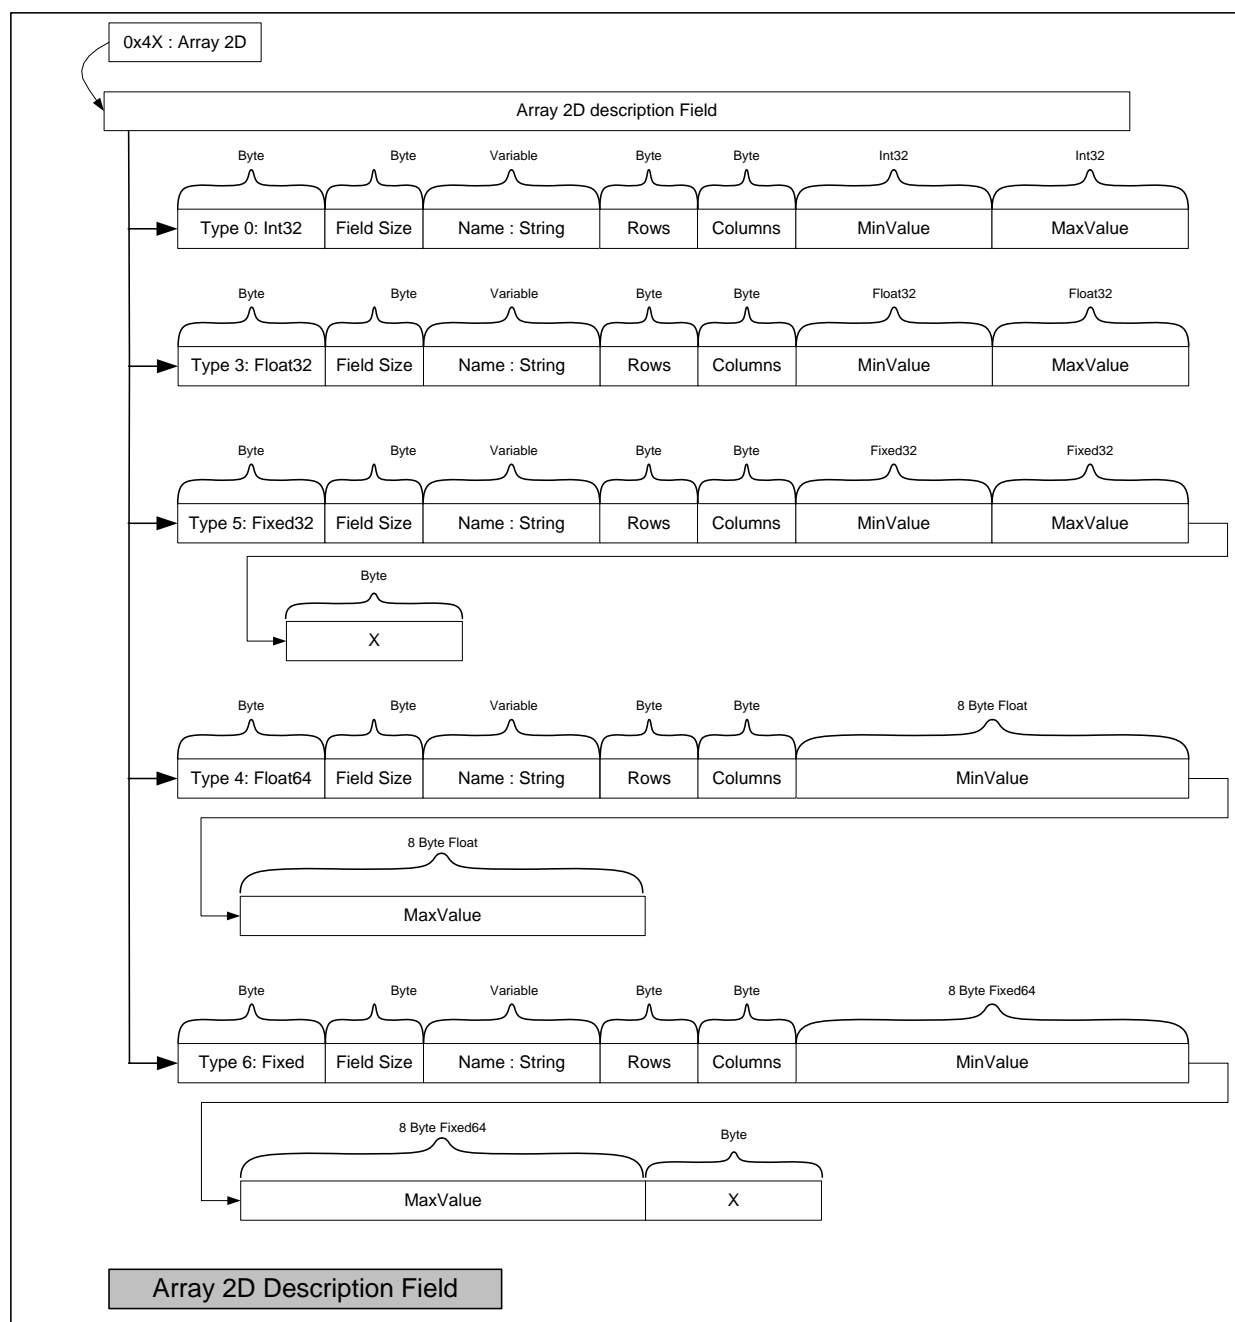 0x4X : Array 2D
Array 2D description Field
Byte Byte Variable Byte Byte Int32 Int32
Type 0: Int32 Field Size Name : String Rows Columns MinValue MaxValue
Byte Byte Variable Byte Byte Float32 Float32
Type 3: Float32 Field Size Name : String Rows Columns MinValue MaxValue
Byte Byte Variable Byte Byte Fixed32 Fixed32
Type 5: Fixed32 Field Size Name : String Rows Columns MinValue MaxValue
Byte
X
Byte Byte Variable Byte Byte 8 Byte Float
Type 4: Float64 Field Size Name : String Rows Columns MinValue
8 Byte Float
MaxValue
Byte Byte Variable Byte Byte 8 Byte Fixed64
Type 6: Fixed Field Size Name : String Rows Columns MinValue
8 Byte Fixed64 Byte
MaxValue X
Array 2D Description Field